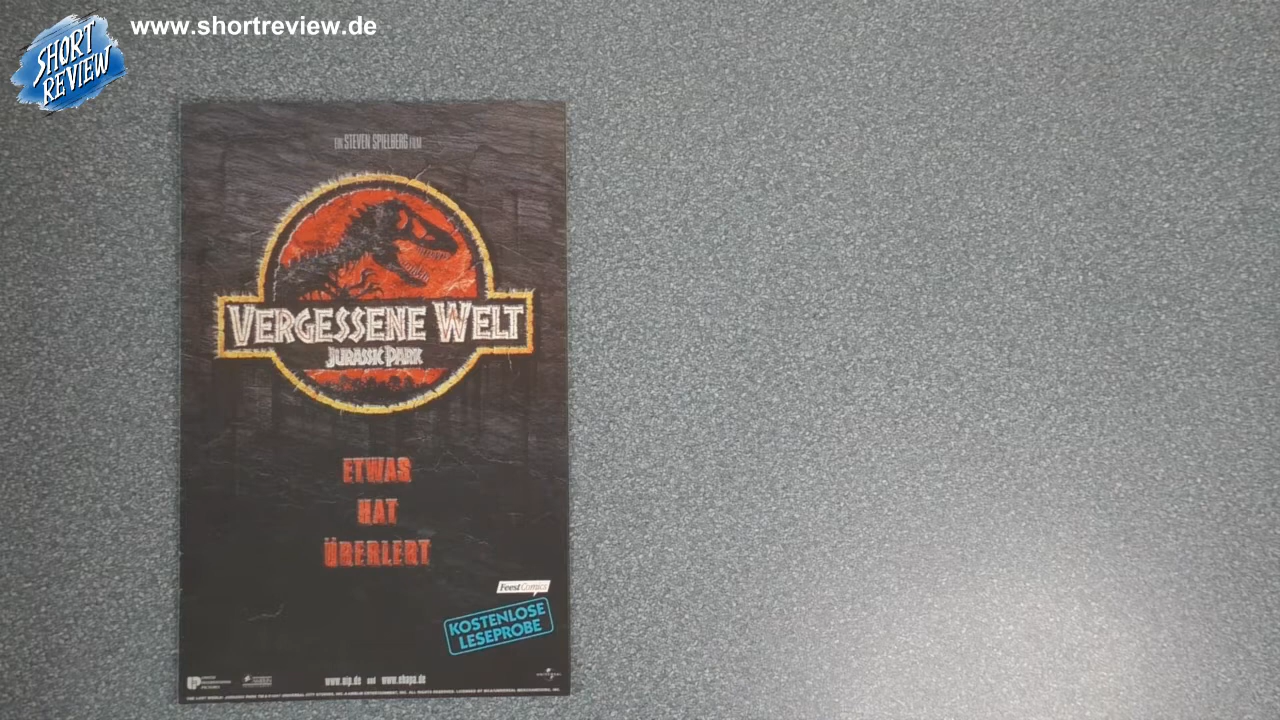 www.shortreview.de
SHORT
REVIEW
EIN STEVEN SPIELBERG FILM
VERGESSENE WELT
JURASSIC PARK
ETWAS
HAT
ÜBERLEBT
Feest Comics
KOSTENLOSE
LESEPROBE
www.uip.de und www.ehapa.de